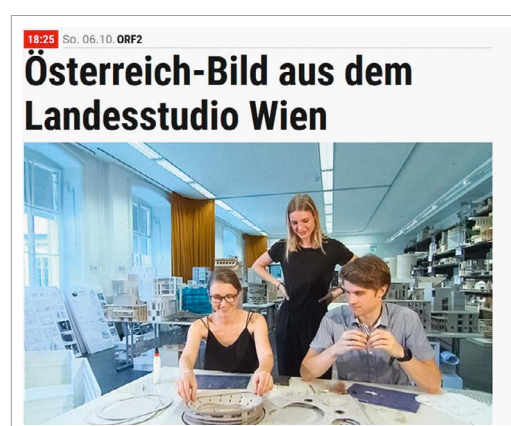 18:25 So. 06.10. ORF2
Österreich-Bild aus dem
Landesstudio Wien